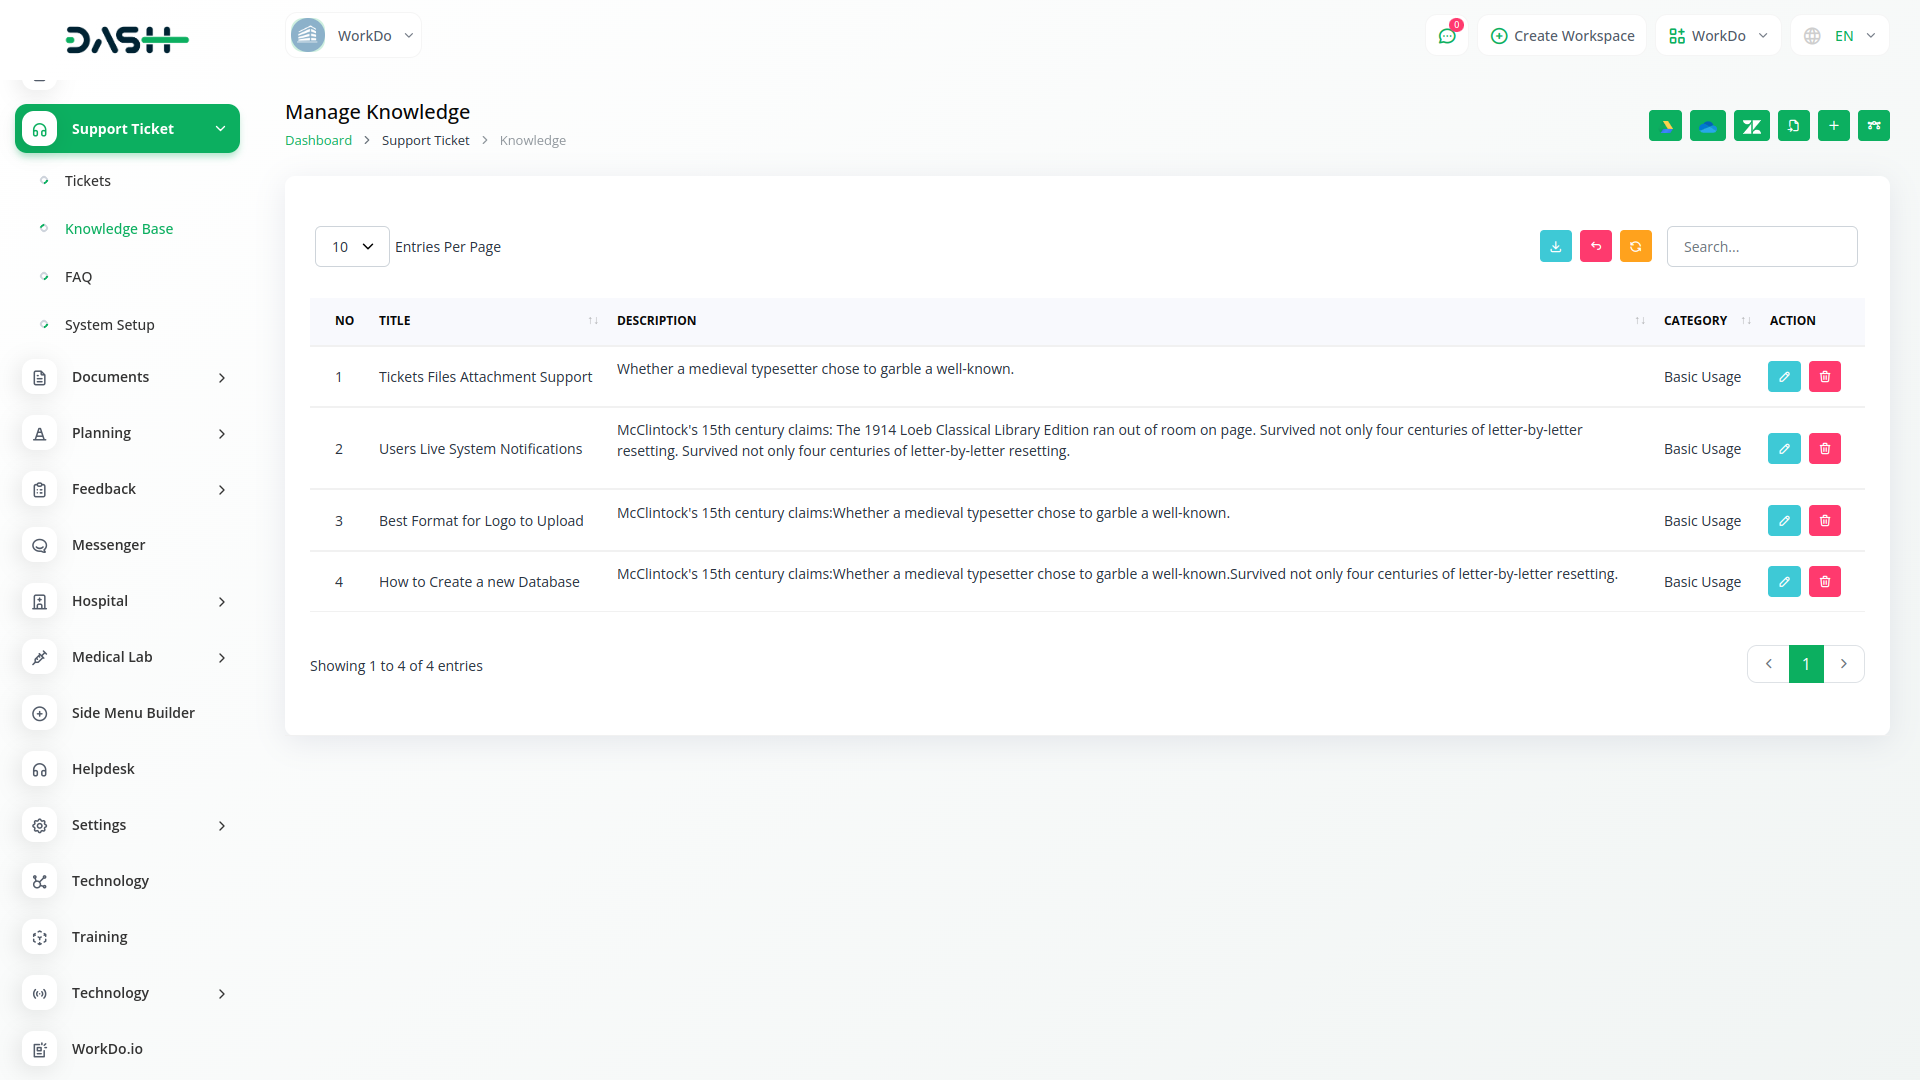 DASH
WorkDo
0
Create Workspace
WorkDo
EN
Support Ticket
Tickets
Knowledge Base
FAQ
System Setup
Documents
Planning
Feedback
Messenger
Hospital
Medical Lab
Side Menu Builder
Helpdesk
Settings
Technology
Training
Technology
WorkDo.io
Manage Knowledge
Dashboard > Support Ticket > Knowledge
10 Entries Per Page
Search...
NO TITLE DESCRIPTION CATEGORY ACTION
1 Tickets Files Attachment Support Whether a medieval typesetter chose to garble a well-known. Basic Usage
2 Users Live System Notifications McClintock's 15th century claims: The 1914 Loeb Classical Library Edition ran out of room on page. Survived not only four centuries of letter-by-letter
resetting. Survived not only four centuries of letter-by-letter resetting. Basic Usage
3 Best Format for Logo to Upload McClintock's 15th century claims:Whether a medieval typesetter chose to garble a well-known. Basic Usage
4 How to Create a new Database McClintock's 15th century claims:Whether a medieval typesetter chose to garble a well-known.Survived not only four centuries of letter-by-letter resetting. Basic Usage
Showing 1 to 4 of 4 entries
1